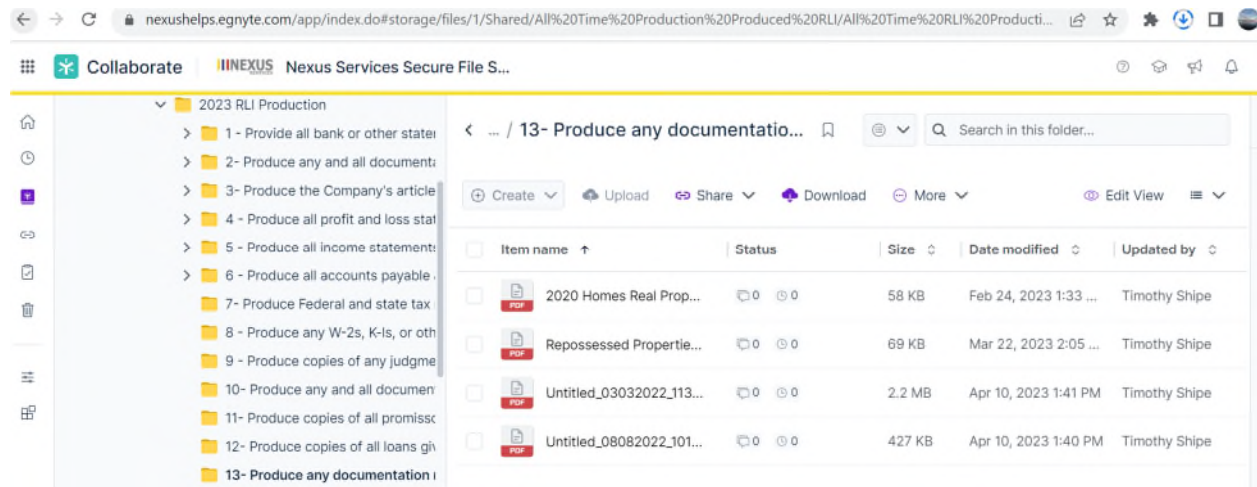 nexushelps.egnyte.com/app/index.do#storage/files/1/Shared/All%20Time%20Production%20Produced%20RLI/All%20Time%20RLI%20Producti...
Collaborate NEXUS Nexus Services Secure File S...
2023 RLI Production
1 - Provide all bank or other stater
2- Produce any and all documenta
3- Produce the Company's article
4 - Produce all profit and loss stat
5 - Produce all income statements
6 - Produce all accounts payable
7- Produce Federal and state tax
8 - Produce any W-2s, K-Is, or oth
9 - Produce copies of any judgme
10- Produce any and all documen
11- Produce copies of all promisso
12- Produce copies of all loans giv
13- Produce any documentation
... / 13- Produce any documentatio... Search in this folder...
Create Upload Share Download More Edit View
Item name Status Size Date modified Updated by
PDF 2020 Homes Real Prop... 0 0 58 KB Feb 24, 2023 1:33 ... Timothy Shipe
PDF Repossessed Propertie... 0 0 69 KB Mar 22, 2023 2:05 ... Timothy Shipe
PDF Untitled_03032022_113... 0 0 2.2 MB Apr 10, 2023 1:41 PM Timothy Shipe
PDF Untitled_08082022_101... 0 0 427 KB Apr 10, 2023 1:40 PM Timothy Shipe